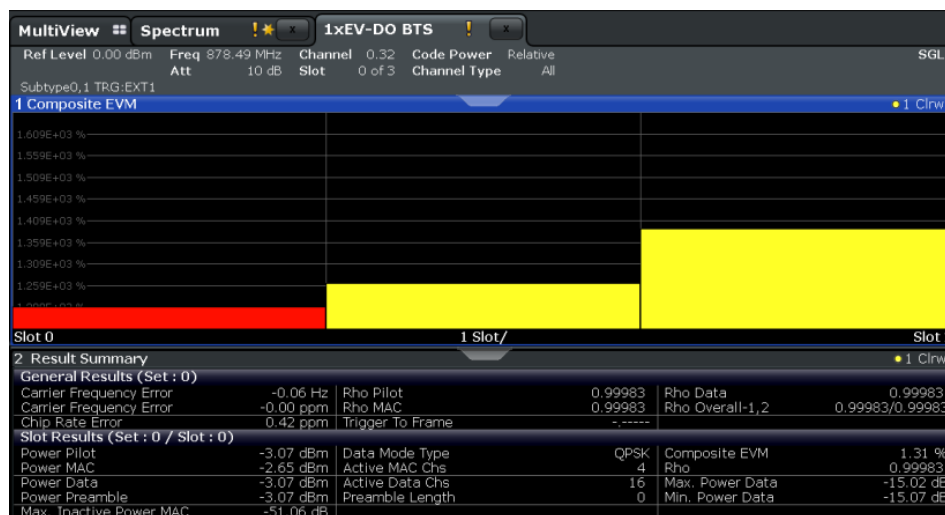 MultiView Spectrum ! x 1xEV-DO BTS ! x
Ref Level 0.00 dBm Freq 878.49 MHz Channel 0.32 Code Power Relative SGL
Att 10 dB Slot 0 of 3 Channel Type All
Subtype0,1 TRG:EXT1
1 Composite EVM 1 Clrw
1.609E+03 %
1.559E+03 %
1.509E+03 %
1.459E+03 %
1.409E+03 %
1.359E+03 %
1.309E+03 %
1.259E+03 %
Slot 0 1 Slot/ Slot
2 Result Summary 1 Clrw
General Results (Set : 0)
Carrier Frequency Error -0.06 Hz Rho Pilot 0.99983 Rho Data 0.99983
Carrier Frequency Error -0.00 ppm Rho MAC 0.99983 Rho Overall-1,2 0.99983/0.99983
Chip Rate Error 0.42 ppm Trigger To Frame -.-----
Slot Results (Set : 0 / Slot : 0)
Power Pilot -3.07 dBm Data Mode Type QPSK Composite EVM 1.31 %
Power MAC -2.65 dBm Active MAC Chs 4 Rho 0.99983
Power Data -3.07 dBm Active Data Chs 16 Max. Power Data -15.02 dB
Power Preamble -3.07 dBm Preamble Length 0 Min. Power Data -15.07 dB
Max. Inactive Power MAC -51.06 dB